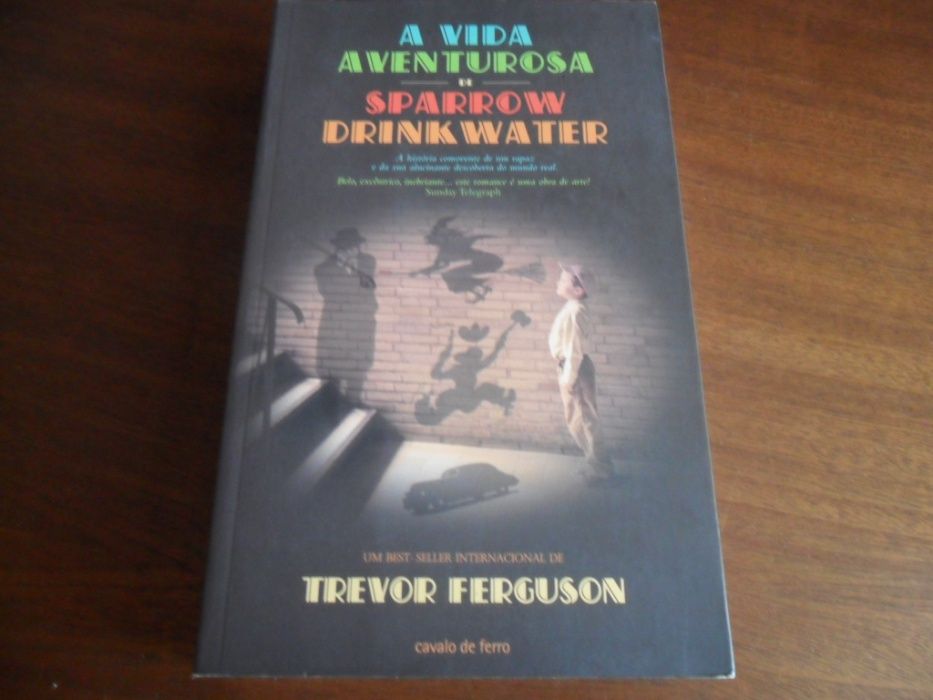 A VIDA
AVENTUROSA
DE
SPARROW
DRINKWATER
A história comovente de um rapaz
e da sua alucinante descoberta do mundo real.
Belo, excêntrico, inebriante... este romance é uma obra de arte!
Sunday Telegraph
UM BEST-SELLER INTERNACIONAL DE
TREVOR FERGUSON
cavalo de ferro